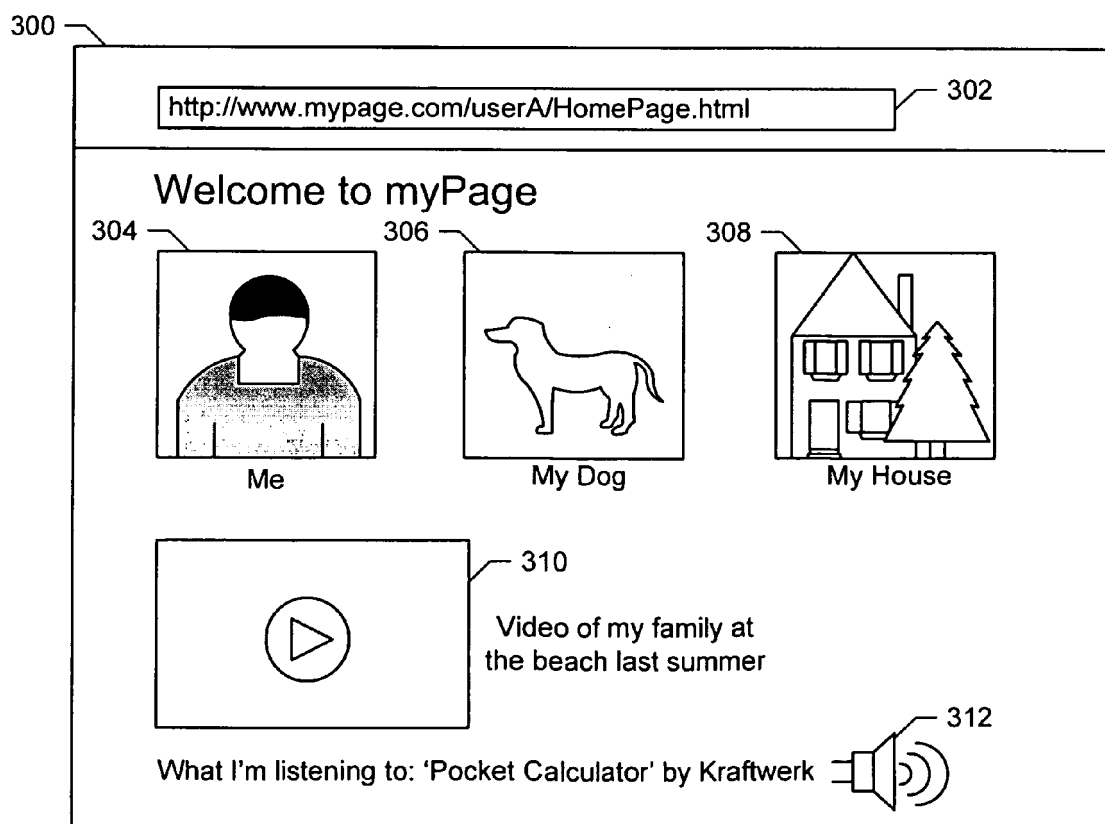 300
http://www.mypage.com/userA/HomePage.html
302
Welcome to myPage
304
306
308
Me
My Dog
My House
310
Video of my family at
the beach last summer
312
What I'm listening to: 'Pocket Calculator' by Kraftwerk